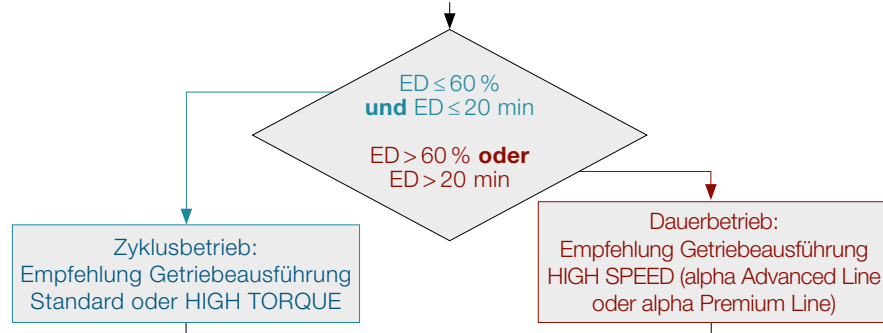 ED ≤ 60 %
und ED ≤ 20 min
ED > 60 % oder
ED > 20 min
Zyklusbetrieb:
Empfehlung Getriebeausführung
Standard oder HIGH TORQUE
Dauerbetrieb:
Empfehlung Getriebeausführung
HIGH SPEED (alpha Advanced Line
oder alpha Premium Line)